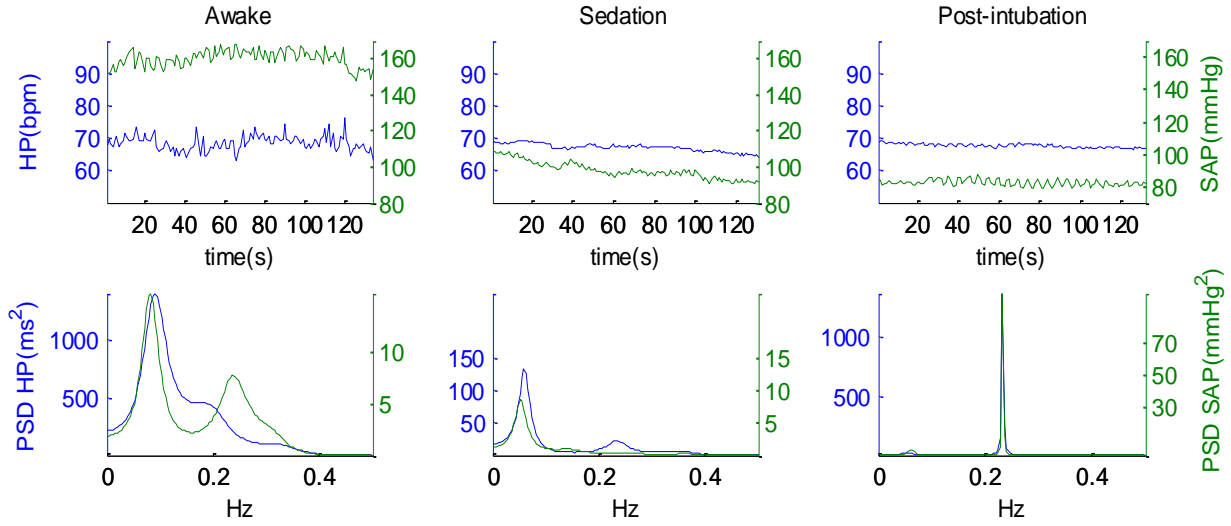 Awake Sedation Post-intubation
HP(bpm) 90 80 70 60 160 140 120 100 80 90 80 70 60 160 140 120 100 80 90 80 70 60 160 140 120 100 80 SAP(mmHg)
20 40 60 80 100 120 20 40 60 80 100 120 20 40 60 80 100 120
time(s) time(s) time(s)
PSD HP(ms²) 1000 500 10 5 150 100 50 15 10 5 1000 500 70 50 30 PSD SAP(mmHg²)
0 0.2 0.4 0 0.2 0.4 0 0.2 0.4
Hz Hz Hz